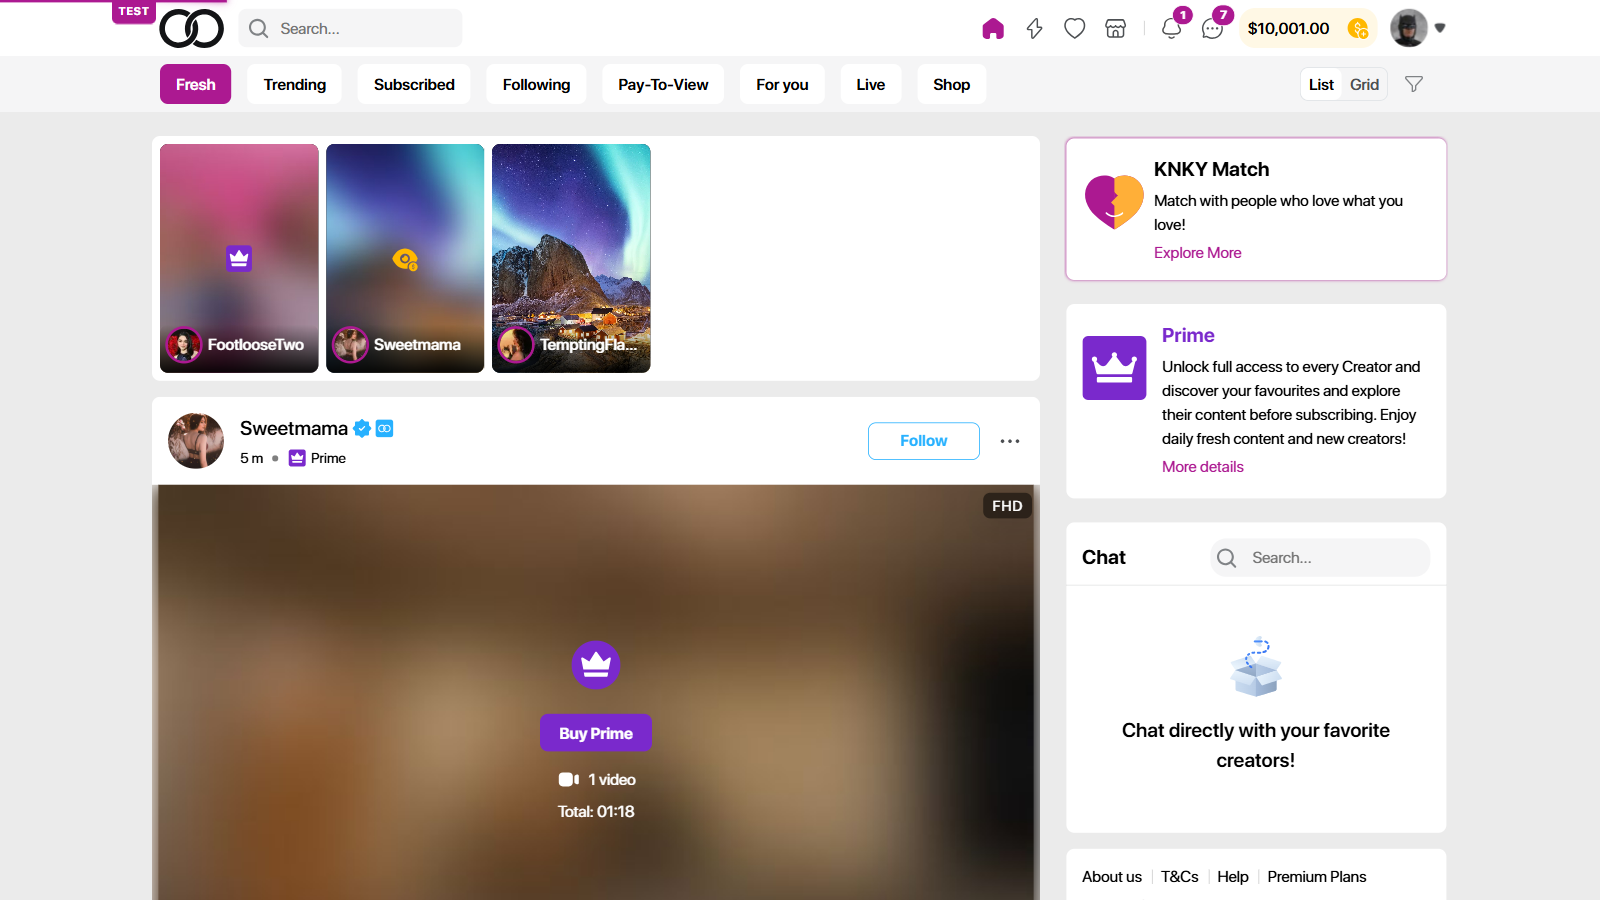 TEST
Search...
1
7
$10,001.00
Fresh
Trending
Subscribed
Following
Pay-To-View
For you
Live
Shop
List
Grid
FootlooseTwo
Sweetmama
TemptingFla...
Sweetmama
5 m
Prime
Follow
FHD
Buy Prime
1 video
Total: 01:18
KNKY Match
Match with people who love what you
love!
Explore More
Prime
Unlock full access to every Creator and
discover your favourites and explore
their content before subscribing. Enjoy
daily fresh content and new creators!
More details
Chat
Search...
Chat directly with your favorite
creators!
About us
T&Cs
Help
Premium Plans